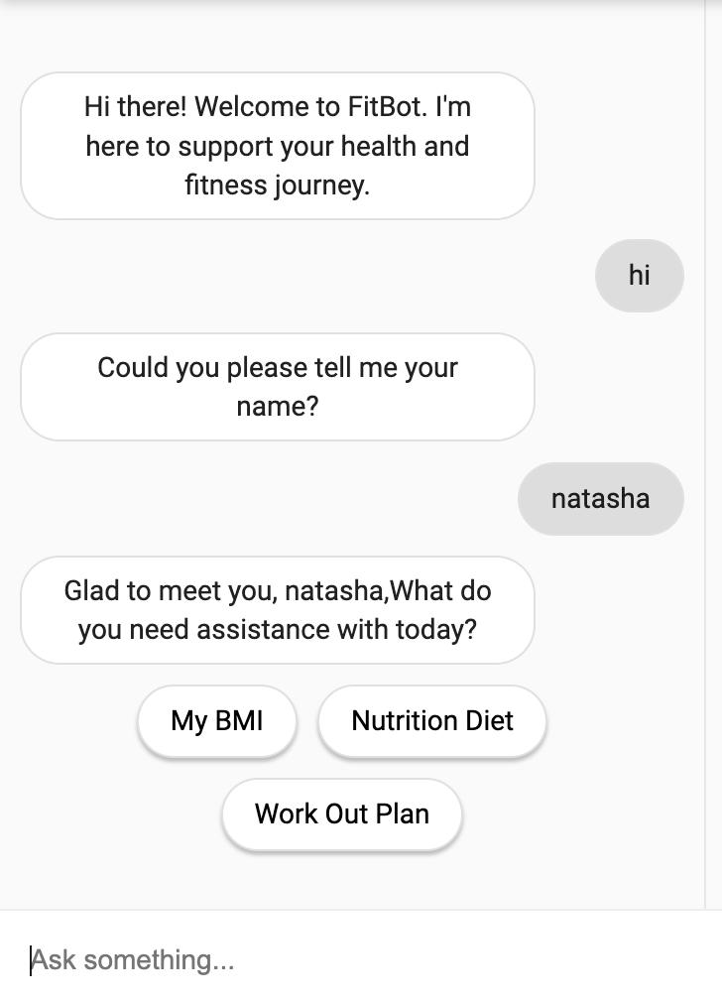 Hi there! Welcome to FitBot. I'm
here to support your health and
fitness journey.
hi
Could you please tell me your
name?
natasha
Glad to meet you, natasha,What do
you need assistance with today?
My BMI
Nutrition Diet
Work Out Plan
Ask something...